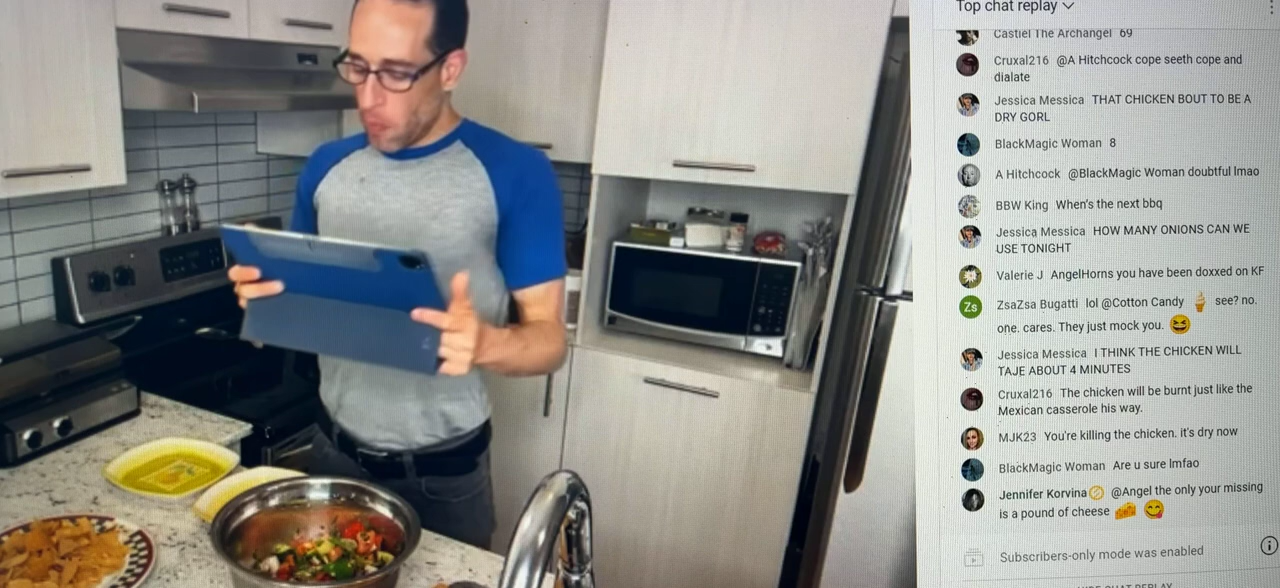 Top chat replay
Castiel The Archangel 69
Cruxal216 @A Hitchcock cope seeth cope and
dialate
Jessica Messica THAT CHICKEN BOUT TO BE A
DRY GORL
BlackMagic Woman 8
A Hitchcock @BlackMagic Woman doubtful lmao
BBW King When's the next bbq
Jessica Messica HOW MANY ONIONS CAN WE
USE TONIGHT
Valerie J AngelHorns you have been doxxed on KF
Zs ZsaZsa Bugatti lol @Cotton Candy 🍦 see? no.
one. cares. They just mock you. 😆
Jessica Messica I THINK THE CHICKEN WILL
TAJE ABOUT 4 MINUTES
Cruxal216 The chicken will be burnt just like the
Mexican casserole his way.
MJK23 You're killing the chicken. it's dry now
BlackMagic Woman Are u sure lmfao
Jennifer Korvina @Angel the only your missing
is a pound of cheese 🧀 😋
Subscribers-only mode was enabled
HIDE CHAT REPLAY